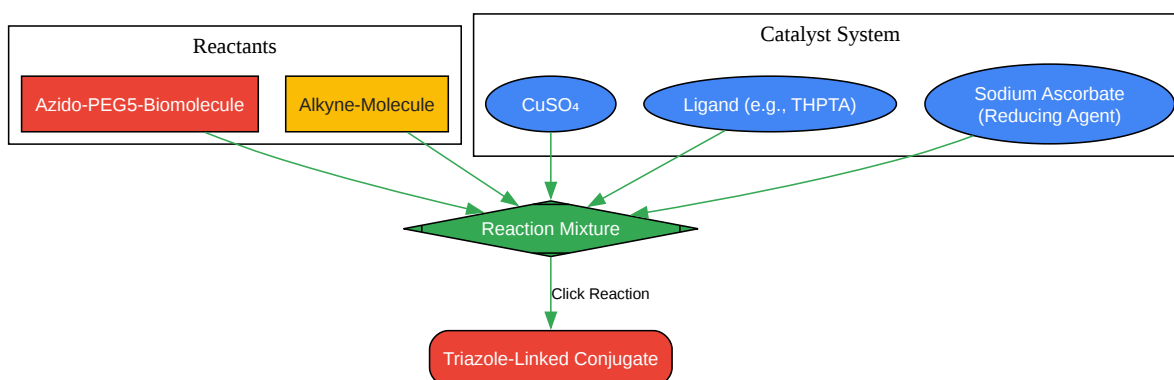 Reactants
Catalyst System
Azido-PEG5-Biomolecule
Alkyne-Molecule
CuSO₄
Ligand (e.g., THPTA)
Sodium Ascorbate
(Reducing Agent)
Reaction Mixture
Click Reaction
Triazole-Linked Conjugate